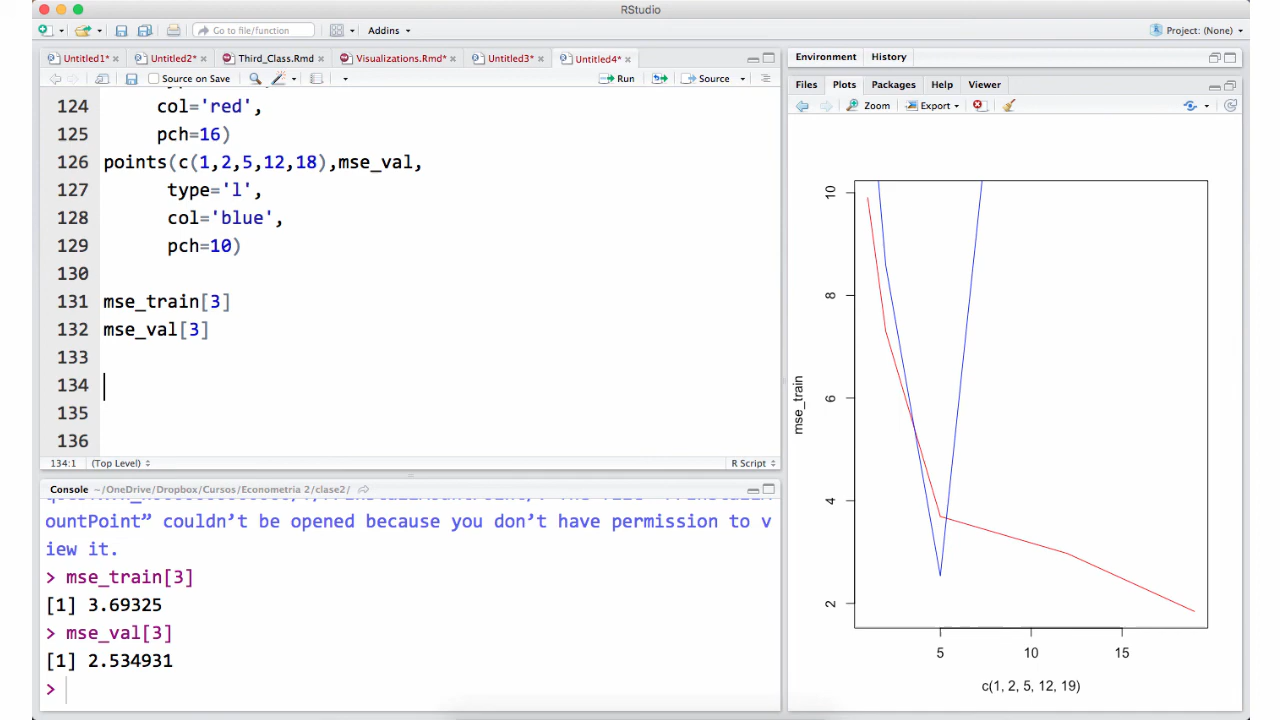 RStudio
Go to file/function
Addins
Project: (None)
Untitled1*
Untitled2*
Third_Class.Rmd
Visualizations.Rmd*
Untitled3*
Untitled4*
Source on Save
Run
Source
124 col='red',
125 pch=16)
126 points(c(1,2,5,12,18),mse_val,
127 type='l',
128 col='blue',
129 pch=10)
130
131 mse_train[3]
132 mse_val[3]
133
134
135
136
134:1 (Top Level) R Script
Console ~/OneDrive/Dropbox/Cursos/Econometria 2/clase2/
ountPoint” couldn’t be opened because you don’t have permission to v
iew it.
> mse_train[3]
[1] 3.69325
> mse_val[3]
[1] 2.534931
>
Environment History
Files Plots Packages Help Viewer
Zoom Export
10
8
6
4
2
mse_train
5 10 15
c(1, 2, 5, 12, 19)